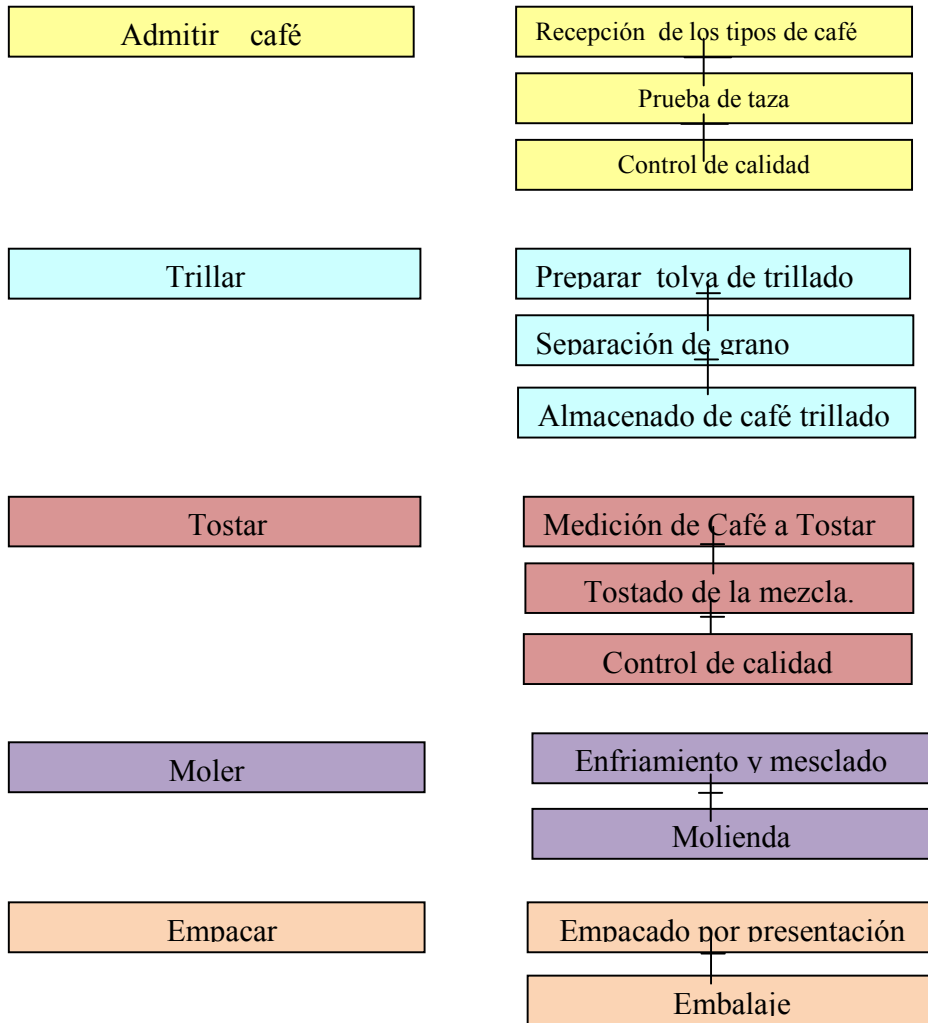 Admitir café
Recepción de los tipos de café
Prueba de taza
Control de calidad
Trillar
Preparar tolva de trillado
Separación de grano
Almacenado de café trillado
Tostar
Medición de Café a Tostar
Tostado de la mezcla.
Control de calidad
Moler
Enfriamiento y mesclado
Molienda
Empacar
Empacado por presentación
Embalaje